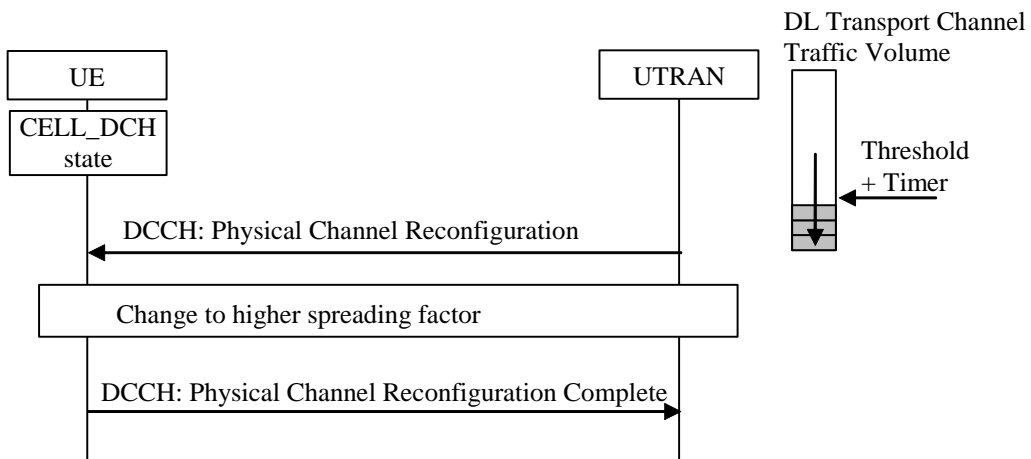 DL Transport Channel
Traffic Volume
UE
UTRAN
CELL_DCH
state
Threshold
+ Timer
DCCH: Physical Channel Reconfiguration
Change to higher spreading factor
DCCH: Physical Channel Reconfiguration Complete